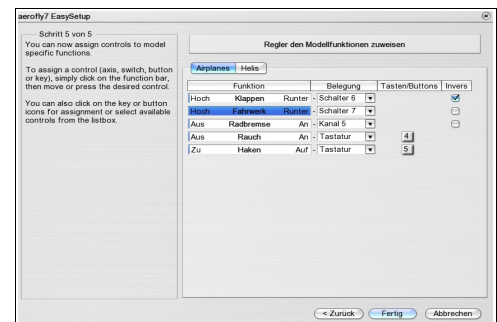 aerofly7 EasySetup
Schritt 5 von 5
You can now assign controls to model
specific functions.
To assign a control (axis, switch, button
or key), simply click on the function bar,
then move or press the desired control.
You can also click on the key or button
icons for assignment or select available
controls from the listbox.
Regler den Modellfunktionen zuweisen
Airplanes Helis
Funktion Belegung Tasten/Buttons Invers
Hoch Klappen Runter - Schalter 6
Hoch Fahrwerk Runter - Schalter 7
Aus Radbremse An - Kanal 5
Aus Rauch An - Tastatur 4
Zu Haken Auf - Tastatur 5
< Zurück Fertig Abbrechen